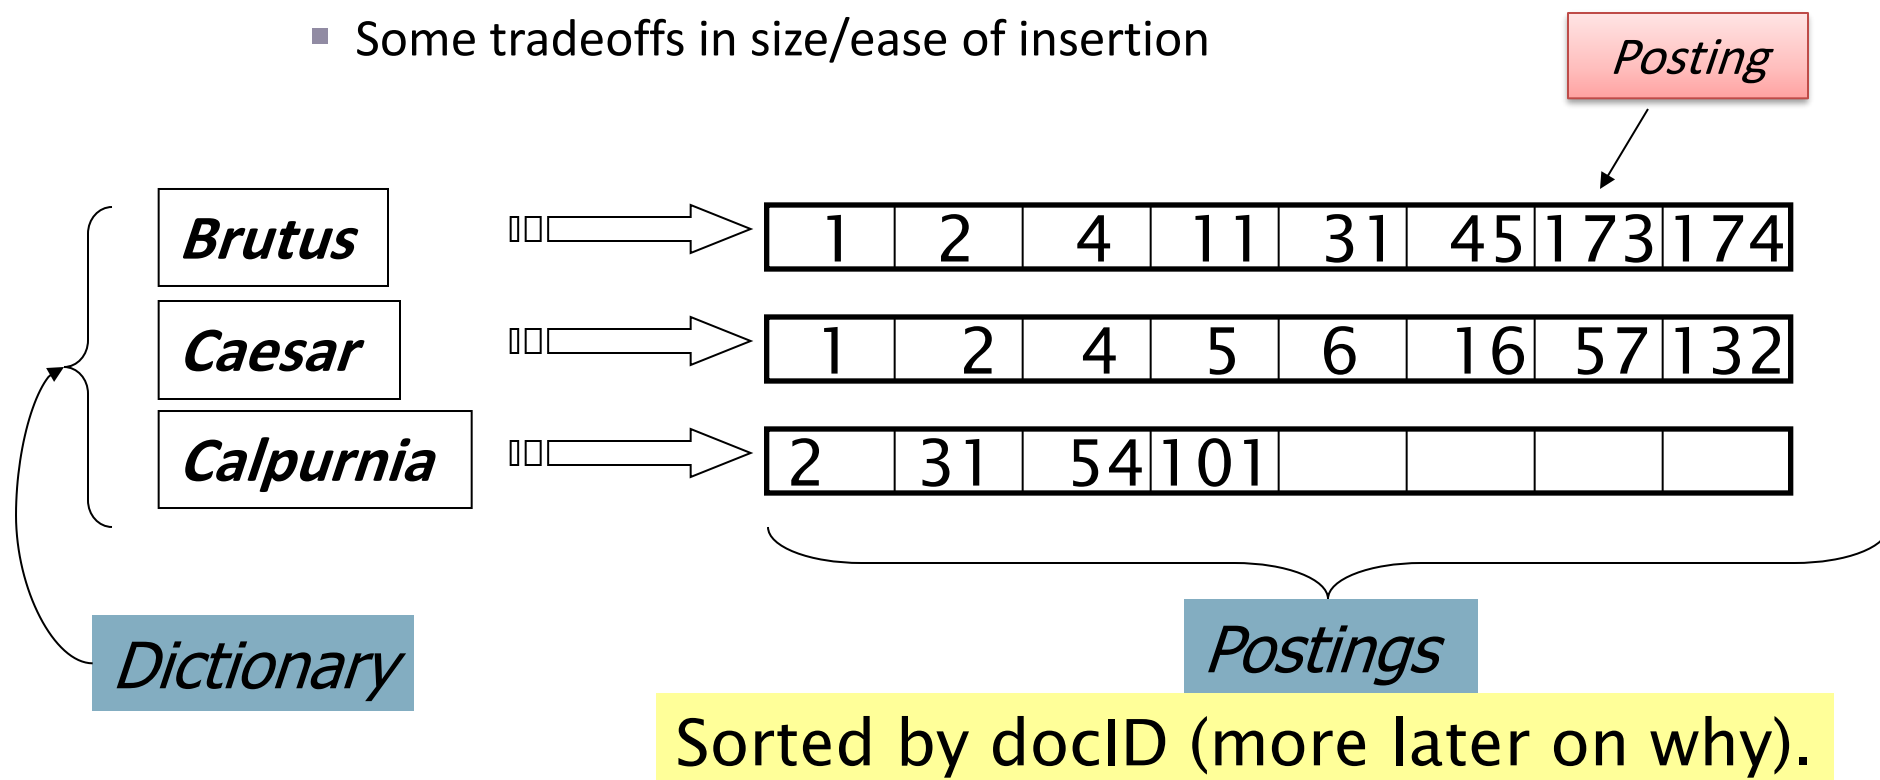 Some tradeoffs in size/ease of insertion
Posting
Brutus 1 2 4 11 31 45 173 174
Caesar 1 2 4 5 6 16 57 132
Calpurnia 2 31 54 101
Dictionary
Postings
Sorted by docID (more later on why).